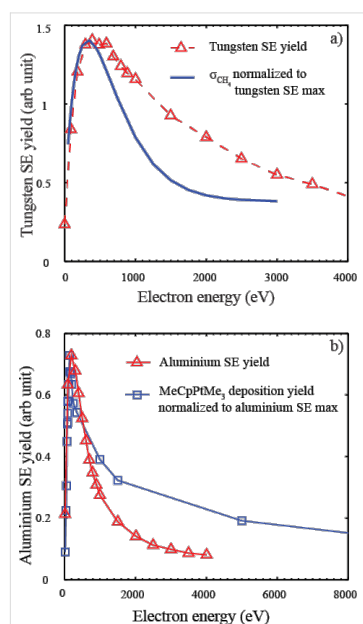 a)
Tungsten SE yield
σCH₄ normalized to
tungsten SE max
Tungsten SE yield (arb unit)
1.5
1
0.5
0
0 1000 2000 3000 4000
Electron energy (eV)
b)
Aluminium SE yield
MeCpPtMe₃ deposition yield
normalized to aluminium SE max
Aluminium SE yield (arb unit)
0.8
0.6
0.4
0.2
0
0 2000 4000 6000 8000
Electron energy (eV)